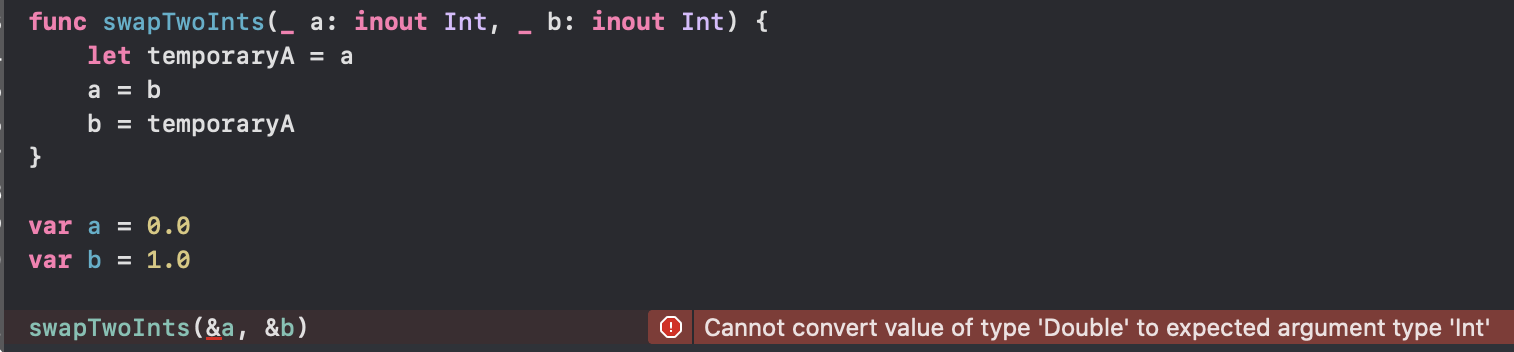 func swapTwoInts(_ a: inout Int, _ b: inout Int) {
    let temporaryA = a
    a = b
    b = temporaryA
}
var a = 0.0
var b = 1.0
swapTwoInts(&a, &b) Cannot convert value of type 'Double' to expected argument type 'Int'